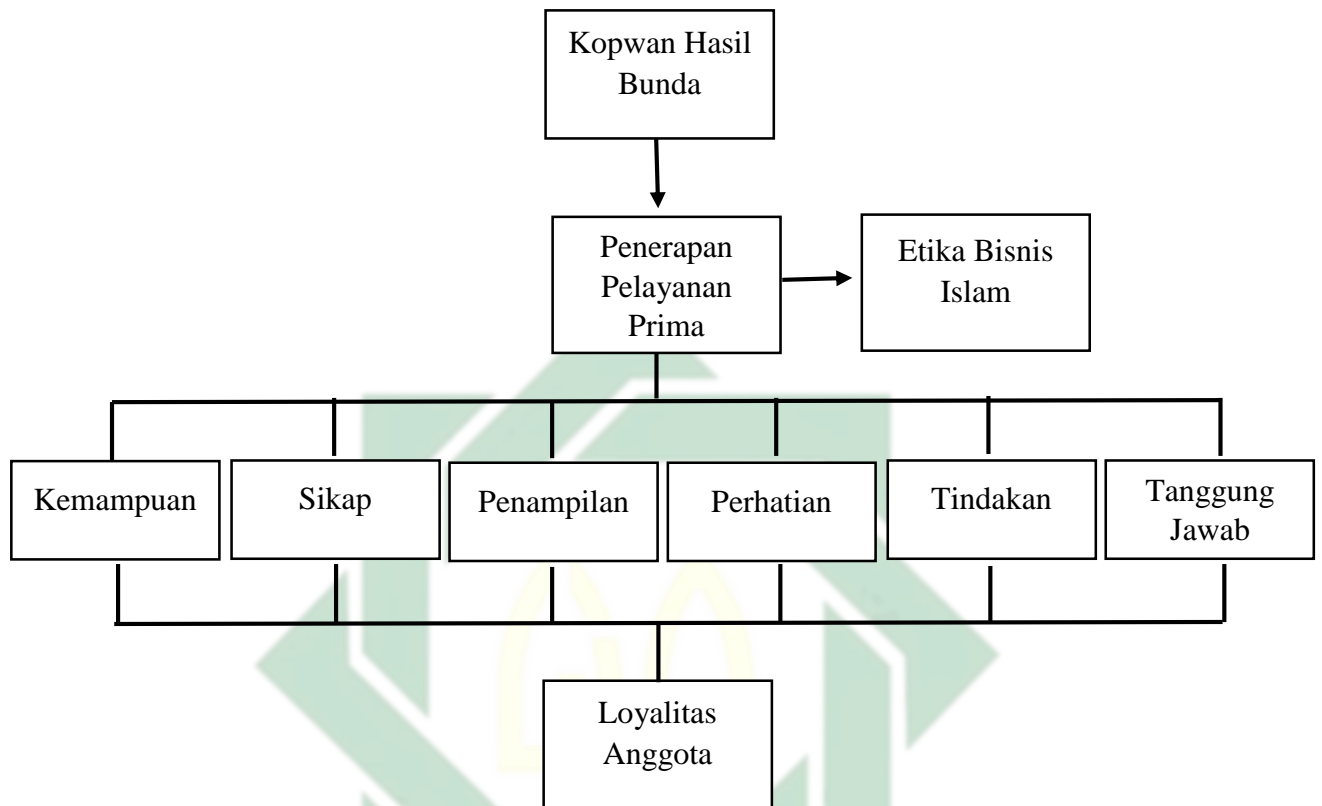 Kopwan Hasil
Bunda
Penerapan
Pelayanan
Prima
Etika Bisnis
Islam
Kemampuan
Sikap
Penampilan
Perhatian
Tindakan
Tanggung
Jawab
Loyalitas
Anggota